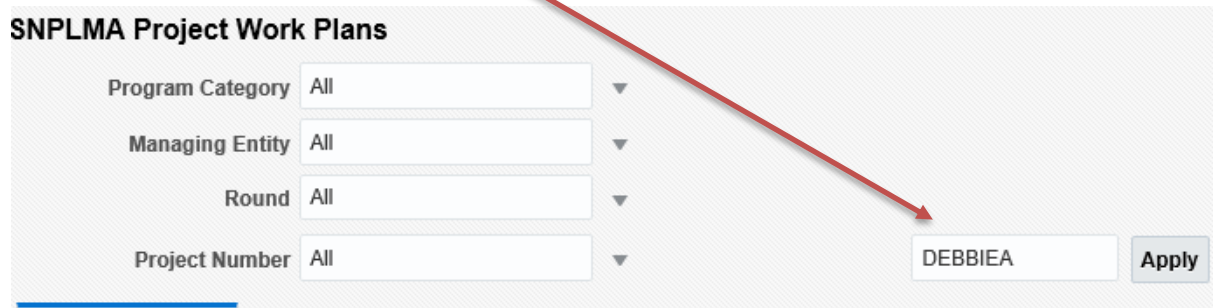 SNPLMA Project Work Plans
Program Category All
Managing Entity All
Round All
Project Number All DEBBIEA Apply